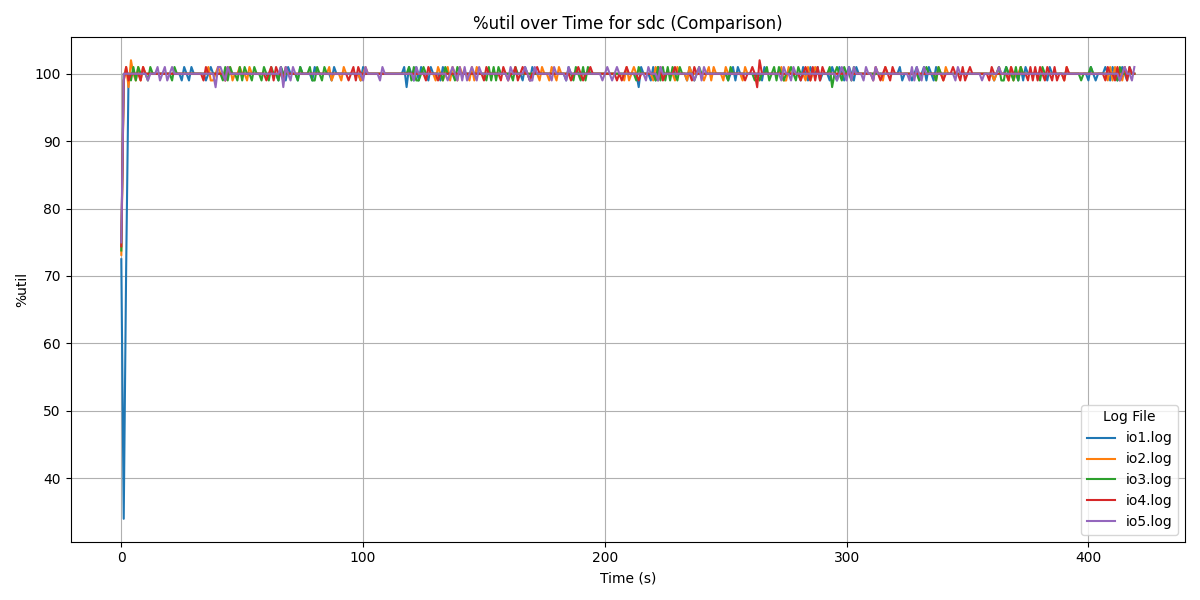 %util over Time for sdc (Comparison)
100
90
80
70
60
50
40
%util
0 100 200 300 400
Time (s)
Log File
io1.log
io2.log
io3.log
io4.log
io5.log